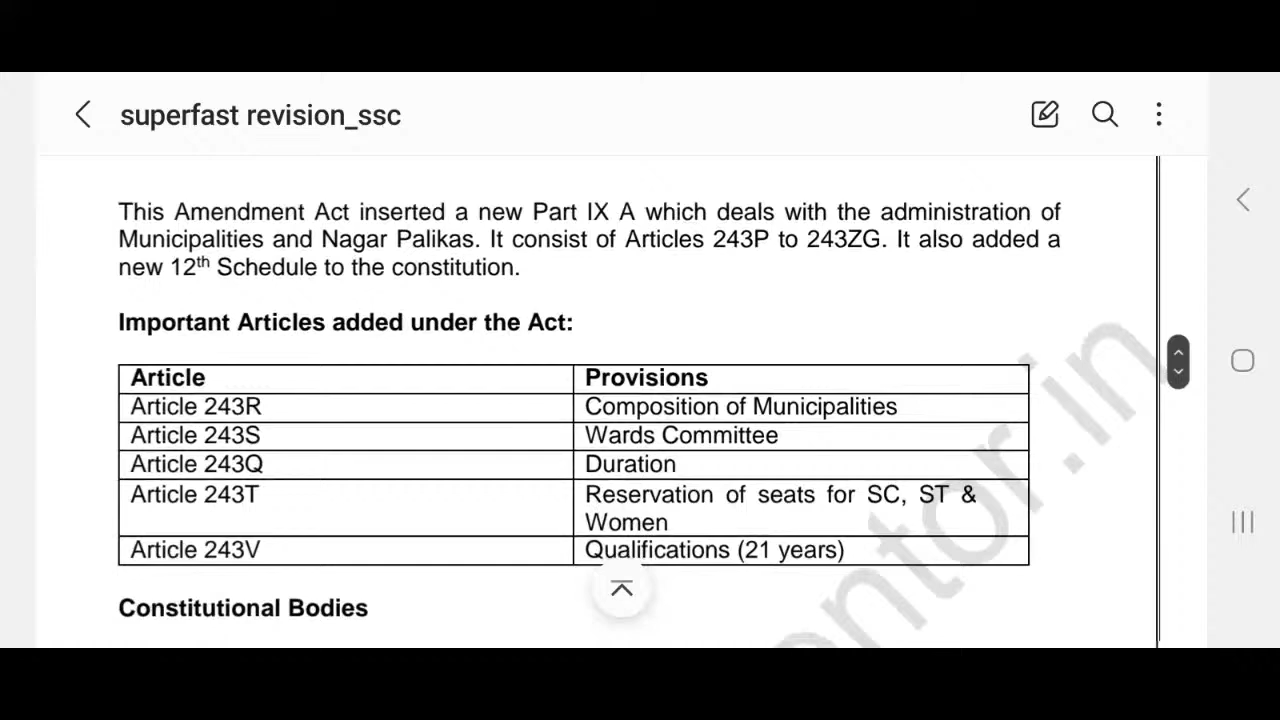 superfast revision_ssc
This Amendment Act inserted a new Part IX A which deals with the administration of
Municipalities and Nagar Palikas. It consist of Articles 243P to 243ZG. It also added a
new 12th Schedule to the constitution.
Important Articles added under the Act:
Article Provisions
Article 243R Composition of Municipalities
Article 243S Wards Committee
Article 243Q Duration
Article 243T Reservation of seats for SC, ST &
Women
Article 243V Qualifications (21 years)
Constitutional Bodies
ntor.in